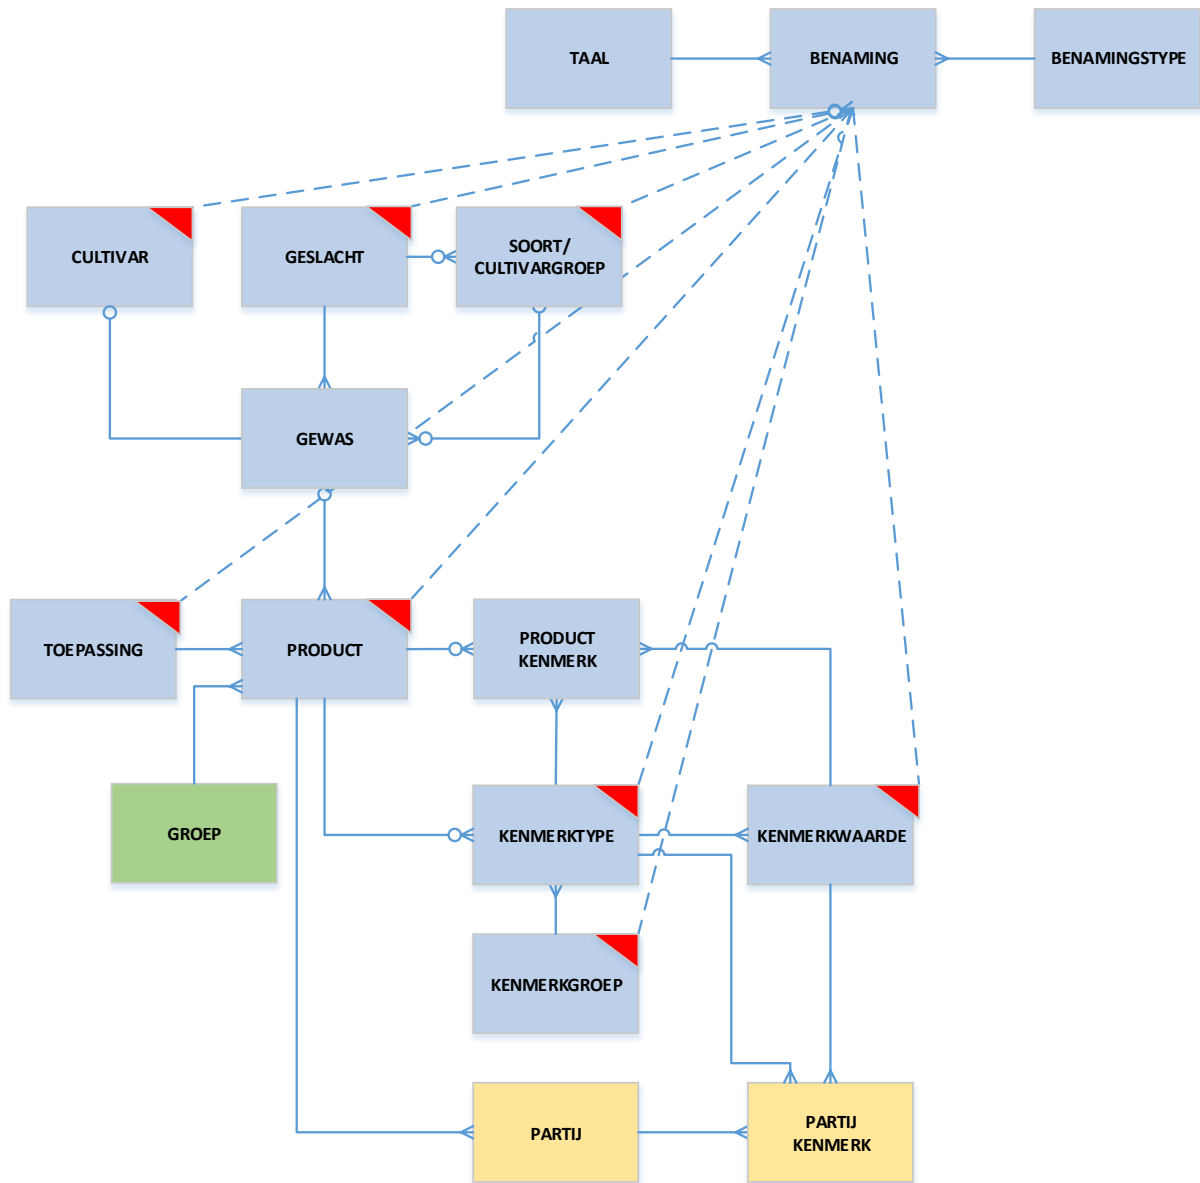 TAAL
BENAMING
BENAMINGSTYPE
CULTIVAR
GESLACHT
SOORT/
CULTIVARGROEP
GEWAS
TOEPASSING
PRODUCT
PRODUCT
KENMERK
GROEP
KENMERKTYPE
KENMERKWAARDE
KENMERKGROEP
PARTIJ
PARTIJ
KENMERK